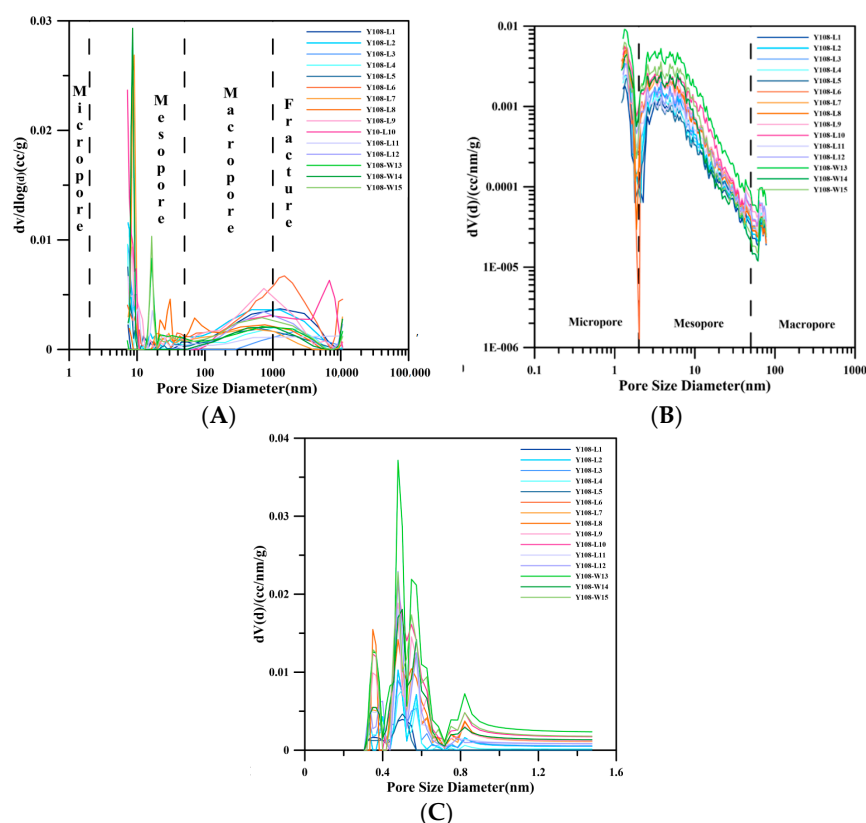 0.03
0.02
0.01
0
dv/dlog(ω)(cc/g)
Micropore
Mesopore
Macropore
Fracture
Y108-L1
Y108-L2
Y108-L3
Y108-L4
Y108-L5
Y108-L6
Y108-L7
Y108-L8
Y108-L9
Y10-L10
Y108-L11
Y108-L12
Y108-W13
Y108-W14
Y108-W15
1 10 100 1000 10,000 100.000
Pore Size Diameter(nm)
(A)
0.01
0.001
0.0001
1E-005
1E-006
dV(d)/(cc/nm/g)
Y108-L1
Y108-L2
Y108-L3
Y108-L4
Y108-L5
Y108-L6
Y108-L7
Y108-L8
Y108-L9
Y108-L10
Y108-L11
Y108-L12
Y108-W13
Y108-W14
Y108-W15
Micropore Mesopore Macropore
0.1 1 10 100 1000
Pore Size Diameter(nm)
(B)
0.04
0.03
0.02
0.01
0
dV(d)/(cc/nm/g)
Y108-L1
Y108-L2
Y108-L3
Y108-L4
Y108-L5
Y108-L6
Y108-L7
Y108-L8
Y108-L9
Y108-L10
Y108-L11
Y108-L12
Y108-W13
Y108-W14
Y108-W15
0 0.4 0.8 1.2 1.6
Pore Size Diameter(nm)
(C)